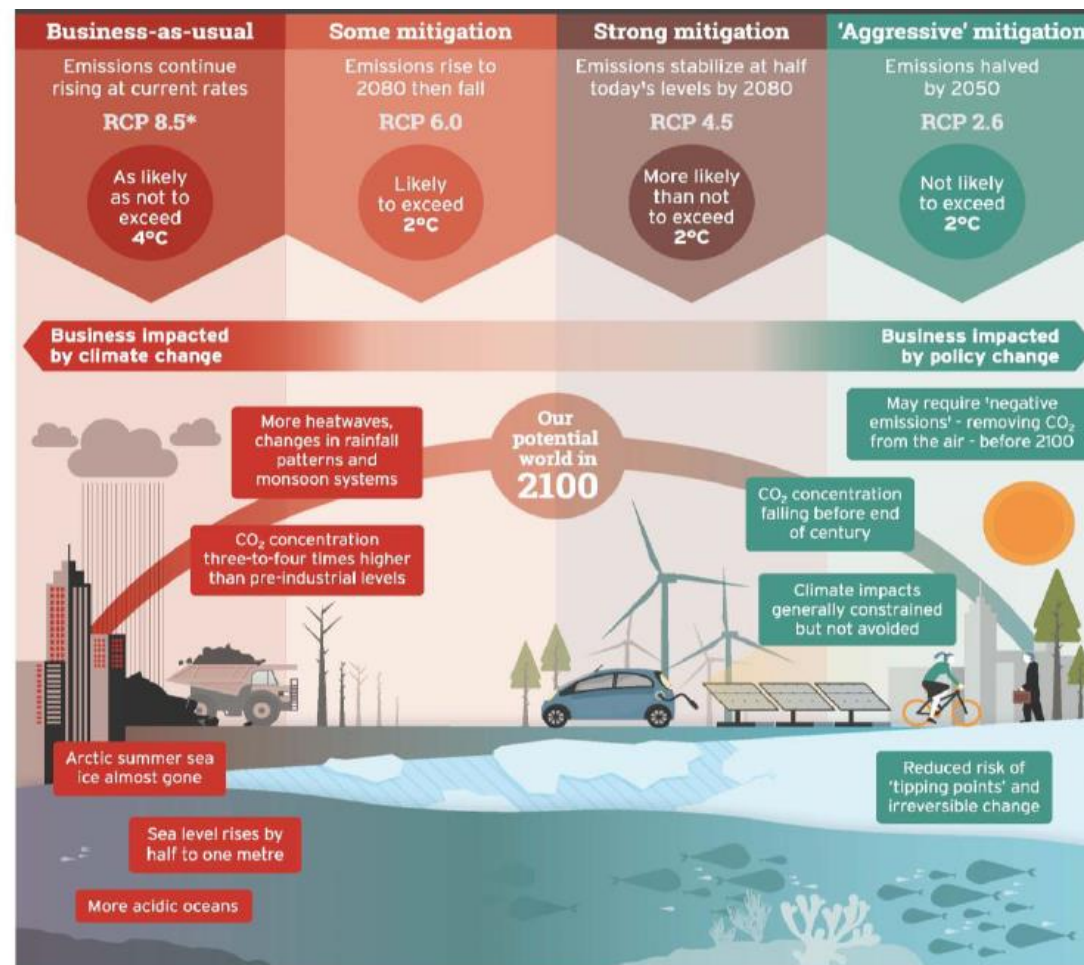 Business-as-usual
Emissions continue
rising at current rates
RCP 8.5*
As likely
as not to
exceed
4°C
Some mitigation
Emissions rise to
2080 then fall
RCP 6.0
Likely
to exceed
2°C
Strong mitigation
Emissions stabilize at half
today's levels by 2080
RCP 4.5
More likely
than not
to exceed
2°C
'Aggressive' mitigation
Emissions halved
by 2050
RCP 2.6
Not likely
to exceed
2°C
Business impacted
by climate change
Business impacted
by policy change
More heatwaves,
changes in rainfall
patterns and
monsoon systems
Our
potential
world in
2100
May require 'negative
emissions' - removing CO₂
from the air - before 2100
CO₂ concentration
three-to-four times higher
than pre-industrial levels
CO₂ concentration
falling before end
of century
Climate impacts
generally constrained
but not avoided
Arctic summer sea
ice almost gone
Sea level rises by
half to one metre
More acidic oceans
Reduced risk of
'tipping points' and
irreversible change